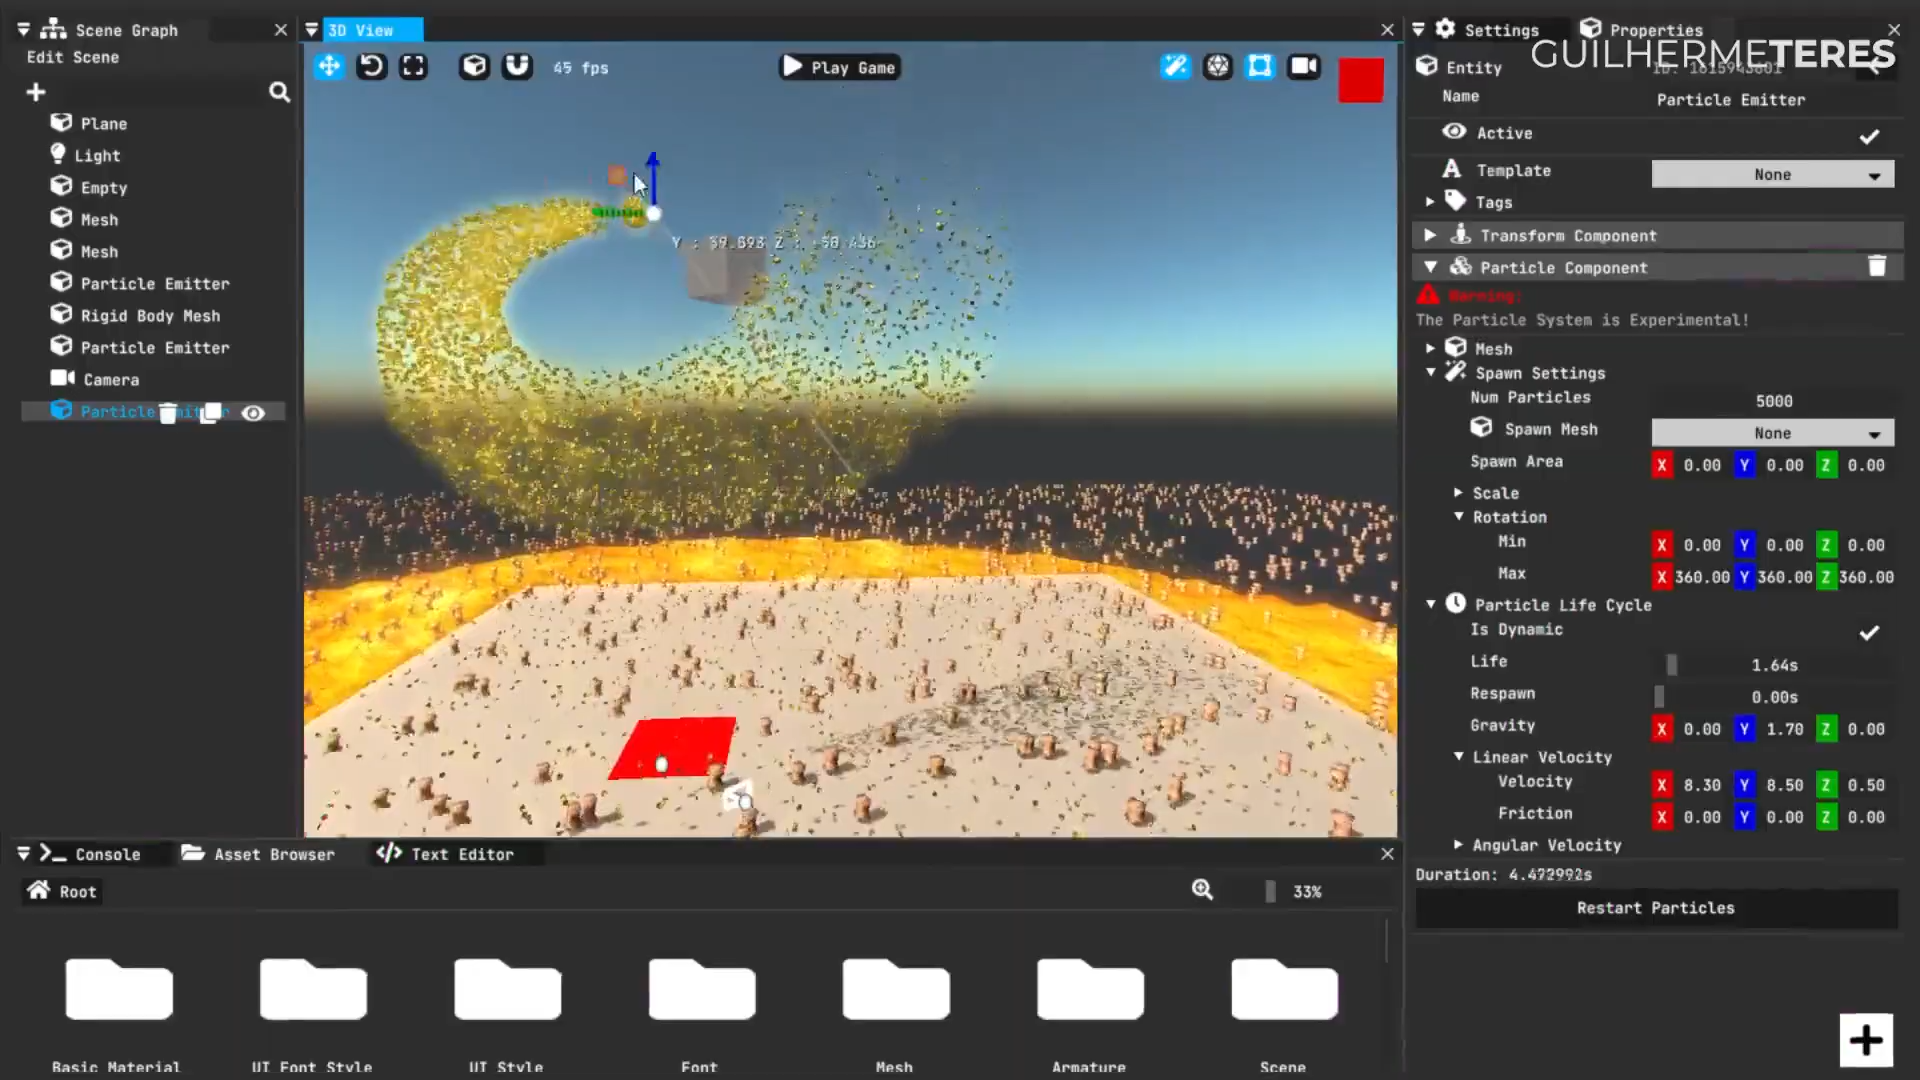 Scene Graph
Edit Scene
Plane
Light
Empty
Mesh
Mesh
Particle Emitter
Rigid Body Mesh
Particle Emitter
Camera
Particle Emitter
3D View
45 fps
Play Game
Settings
Properties
GUILHERMETERES
Entity
Name
Particle Emitter
Active
Template
None
Tags
Transform Component
Particle Component
Warning:
The Particle System is Experimental!
Mesh
Spawn Settings
Num Particles
5000
Spawn Mesh
None
Spawn Area
X 0.00 Y 0.00 Z 0.00
Scale
Rotation
Min
X 0.00 Y 0.00 Z 0.00
Max
X 360.00 Y 360.00 Z 360.00
Particle Life Cycle
Is Dynamic
Life
1.64s
Respawn
0.00s
Gravity
X 0.00 Y 1.70 Z 0.00
Linear Velocity
Velocity
X 8.30 Y 8.50 Z 0.50
Friction
X 0.00 Y 0.00 Z 0.00
Angular Velocity
Duration:
Restart Particles
Console
Asset Browser
Text Editor
Root
33%
Basic Material
UI Font Style
UI Style
Font
Mesh
Armature
Scene